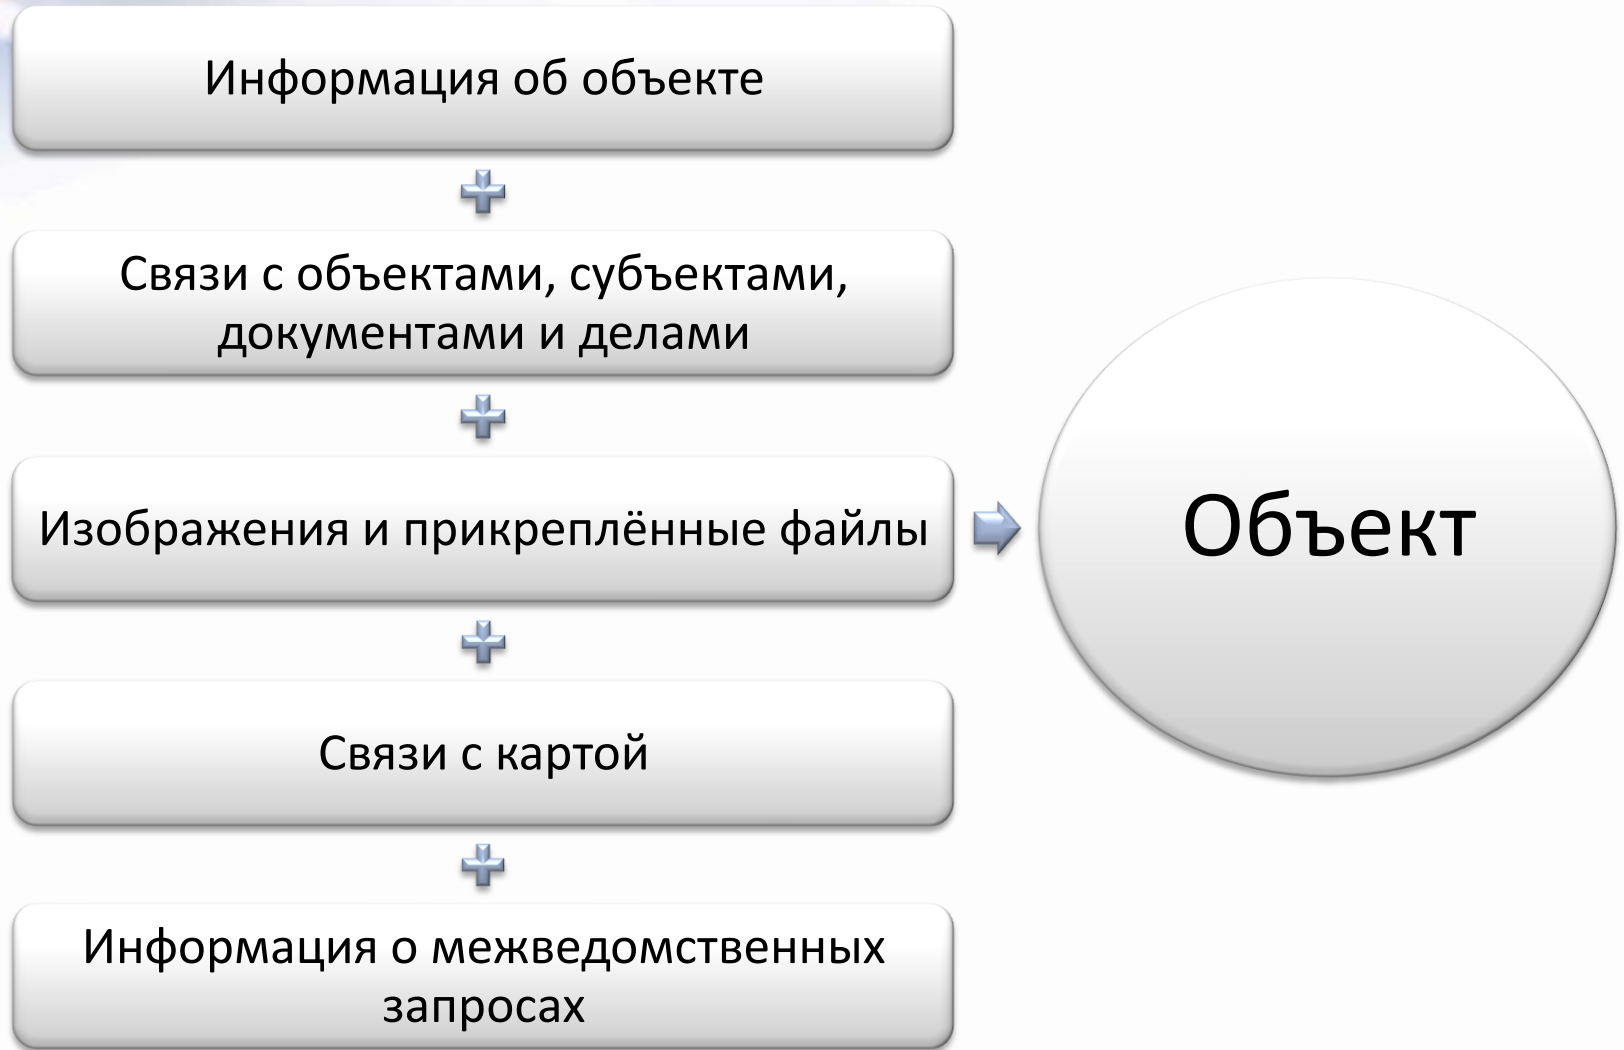 Информация об объекте
Связи с объектами, субъектами,
документами и делами
Изображения и прикреплённые файлы
Связи с картой
Информация о межведомственных
запросах
Объект